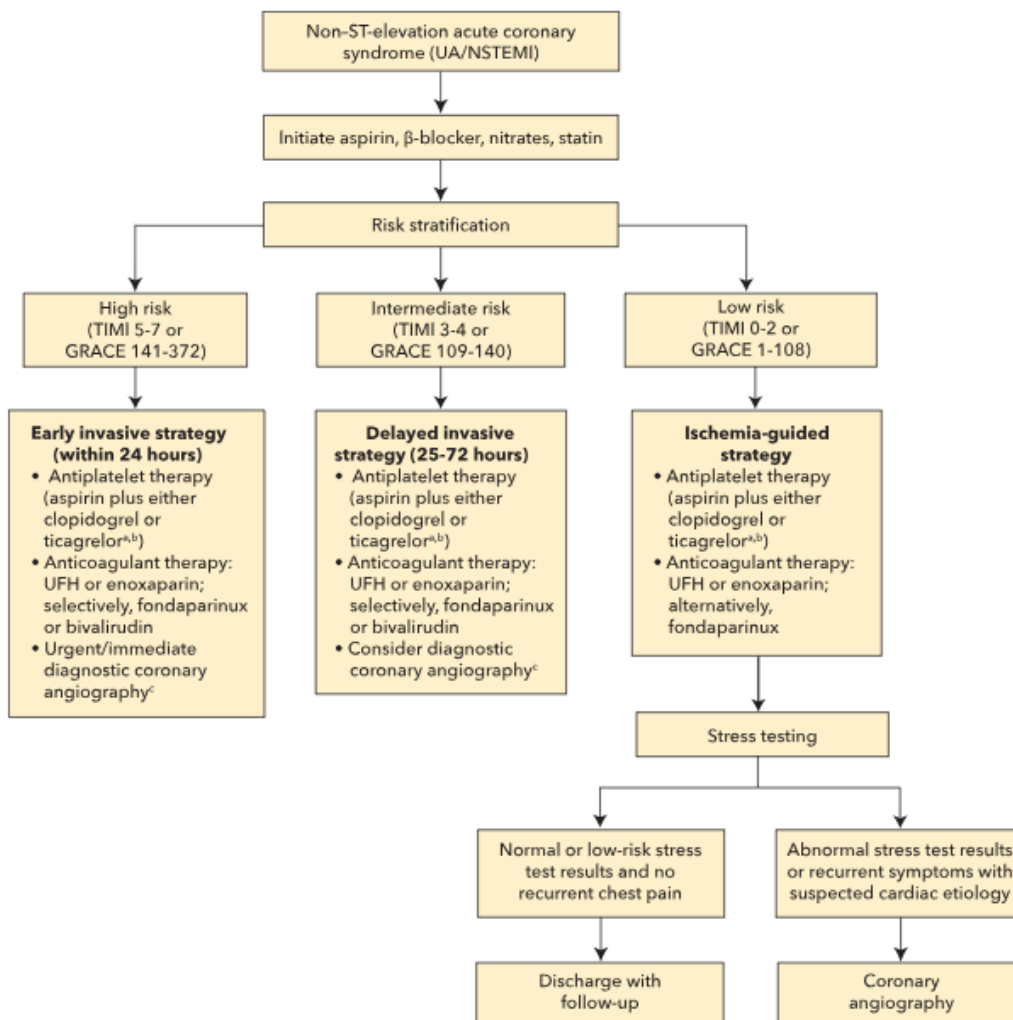 Non–ST-elevation acute coronary
syndrome (UA/NSTEMI)
Initiate aspirin, β-blocker, nitrates, statin
Risk stratification
High risk
(TIMI 5-7 or
GRACE 141-372)
Intermediate risk
(TIMI 3-4 or
GRACE 109-140)
Low risk
(TIMI 0-2 or
GRACE 1-108)
Early invasive strategy
(within 24 hours)
• Antiplatelet therapy
(aspirin plus either
clopidogrel or
ticagrelorᵃ,ᵇ)
• Anticoagulant therapy:
UFH or enoxaparin;
selectively, fondaparinux
or bivalirudin
• Urgent/immediate
diagnostic coronary
angiographyᶜ
Delayed invasive
strategy (25-72 hours)
• Antiplatelet therapy
(aspirin plus either
clopidogrel or
ticagrelorᵃ,ᵇ)
• Anticoagulant therapy:
UFH or enoxaparin;
selectively, fondaparinux
or bivalirudin
• Consider diagnostic
coronary angiographyᶜ
Ischemia-guided
strategy
• Antiplatelet therapy
(aspirin plus either
clopidogrel or
ticagrelorᵃ,ᵇ)
• Anticoagulant therapy:
UFH or enoxaparin;
alternatively,
fondaparinux
Stress testing
Normal or low-risk stress
test results and no
recurrent chest pain
Abnormal stress test results
or recurrent symptoms with
suspected cardiac etiology
Discharge with
follow-up
Coronary
angiography